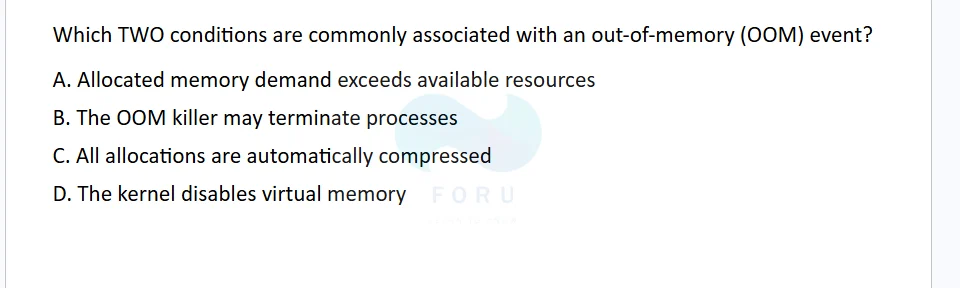 Which TWO conditions are commonly associated with an out-of-memory (OOM) event?
A. Allocated memory demand exceeds available resources
B. The OOM killer may terminate processes
C. All allocations are automatically compressed
D. The kernel disables virtual memory
FORU